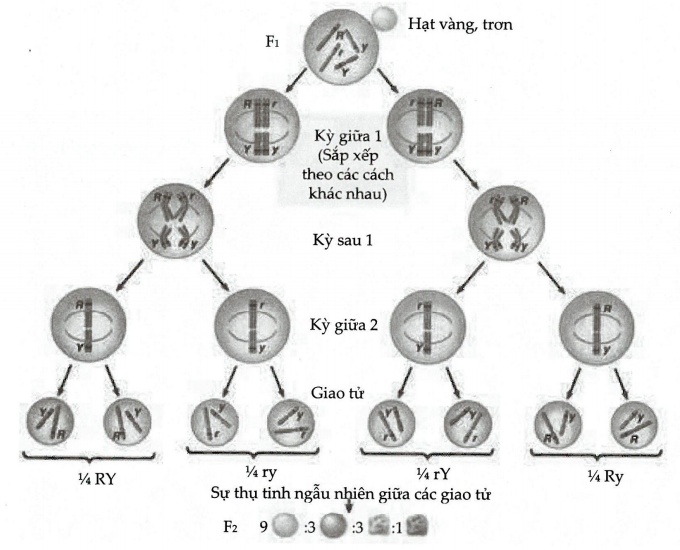 Hạt vàng, trơn
F1
R y
r
Y
R r
Y y
r R
Y y
Kỳ giữa 1
(Sắp xếp
theo các cách
khác nhau)
R r
Y y
r R
Y y
Kỳ sau 1
R
Y
r
y
r
Y
R
y
Kỳ giữa 2
Giao tử
Y R
R Y
y r
y r
Y r
Y r
R y
y R
¼ RY
¼ ry
¼ rY
¼ Ry
Sự thụ tinh ngẫu nhiên giữa các giao tử
F2 9 :3 :3 :1